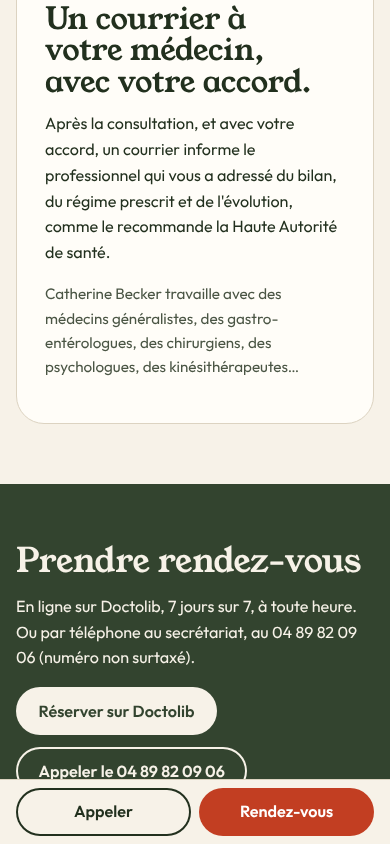 Un courrier à
votre médecin,
avec votre accord.
Après la consultation, et avec votre
accord, un courrier informe le
professionnel qui vous a adressé du bilan,
du régime prescrit et de l'évolution,
comme le recommande la Haute Autorité
de santé.
Catherine Becker travaille avec des
médecins généralistes, des gastro-
entérologues, des chirurgiens, des
psychologues, des kinésithérapeutes…
Prendre rendez-vous
En ligne sur Doctolib, 7 jours sur 7, à toute heure.
Ou par téléphone au secrétariat, au 04 89 82 09
06 (numéro non surtaxé).
Réserver sur Doctolib
Appeler le 04 89 82 09 06
Appeler
Rendez-vous